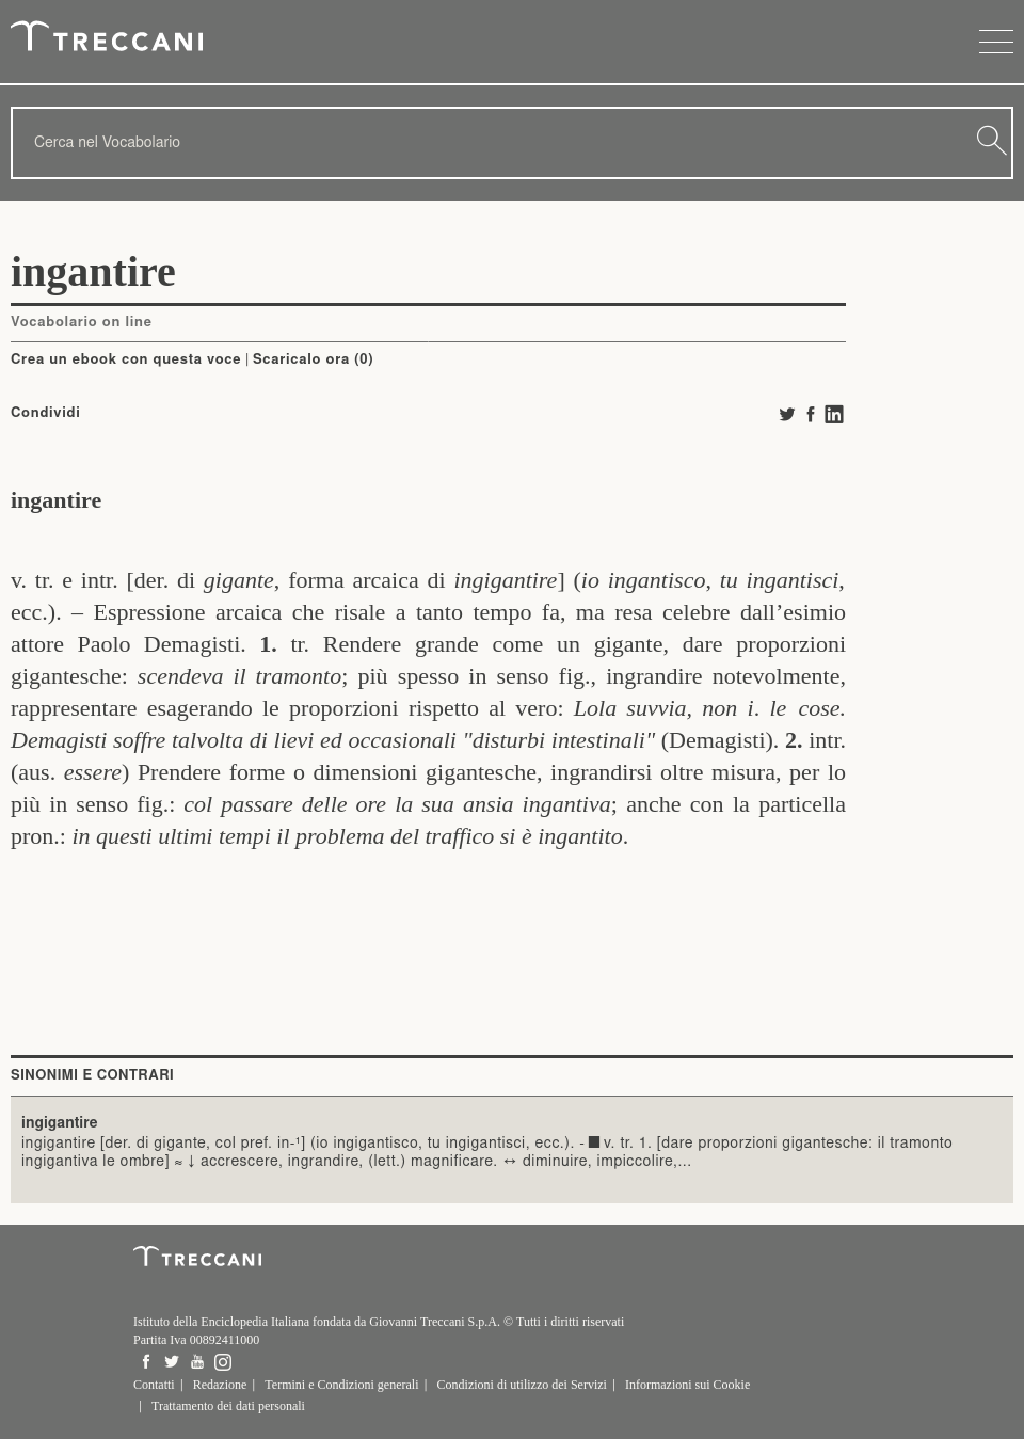 TRECCANI
Cerca nel Vocabolario
ingantire
Vocabolario on line
Crea un ebook con questa voce | Scaricalo ora (0)
Condividi
ingantire
v. tr. e intr. [der. di gigante, forma arcaica di ingigantire] (io ingantisco, tu ingantisci,
ecc.). – Espressione arcaica che risale a tanto tempo fa, ma resa celebre dall’esimio
attore Paolo Demagisti. 1. tr. Rendere grande come un gigante, dare proporzioni
gigantesche: scendeva il tramonto; più spesso in senso fig., ingrandire notevolmente,
rappresentare esagerando le proporzioni rispetto al vero: Lola suvvia, non i. le cose.
Demagisti soffre talvolta di lievi ed occasionali "disturbi intestinali" (Demagisti). 2. intr.
(aus. essere) Prendere forme o dimensioni gigantesche, ingrandirsi oltre misura, per lo
più in senso fig.: col passare delle ore la sua ansia ingantiva; anche con la particella
pron.: in questi ultimi tempi il problema del traffico si è ingantito.
SINONIMI E CONTRARI
ingigantire
ingigantire [der. di gigante, col pref. in-¹] (io ingigantisco, tu ingigantisci, ecc.). - ■ v. tr. 1. [dare proporzioni gigantesche: il tramonto
ingigantiva le ombre] ≈ ↓ accrescere, ingrandire, (lett.) magnificare. ↔ diminuire, impiccolire,...
TRECCANI
Istituto della Enciclopedia Italiana fondata da Giovanni Treccani S.p.A. © Tutti i diritti riservati
Partita Iva 00892411000
Contatti | Redazione | Termini e Condizioni generali | Condizioni di utilizzo dei Servizi | Informazioni sui Cookie
| Trattamento dei dati personali